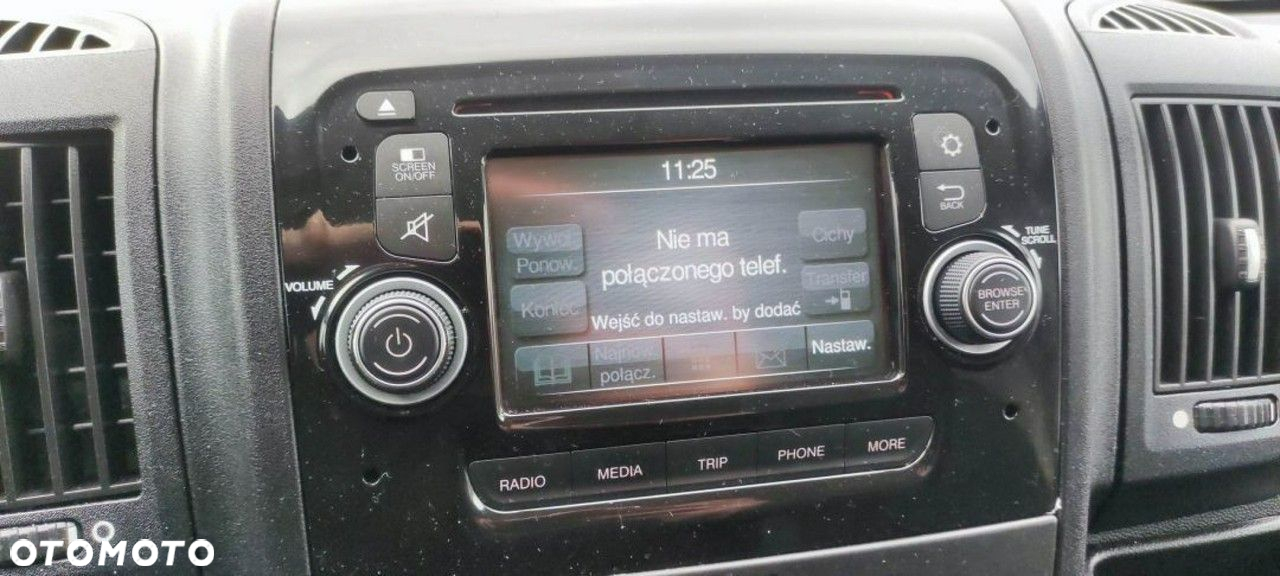 11:25
SCREEN
ON/OFF
BACK
VOLUME
TUNE
SCROLL
BROWSE
ENTER
Wywoł.
Ponow.
Nie ma
połączonego telef.
Cichy
Transfer
Koniec
Wejść do nastaw. by dodać
Najnow.
połącz.
Nastaw.
RADIO
MEDIA
TRIP
PHONE
MORE
OTOMOTO